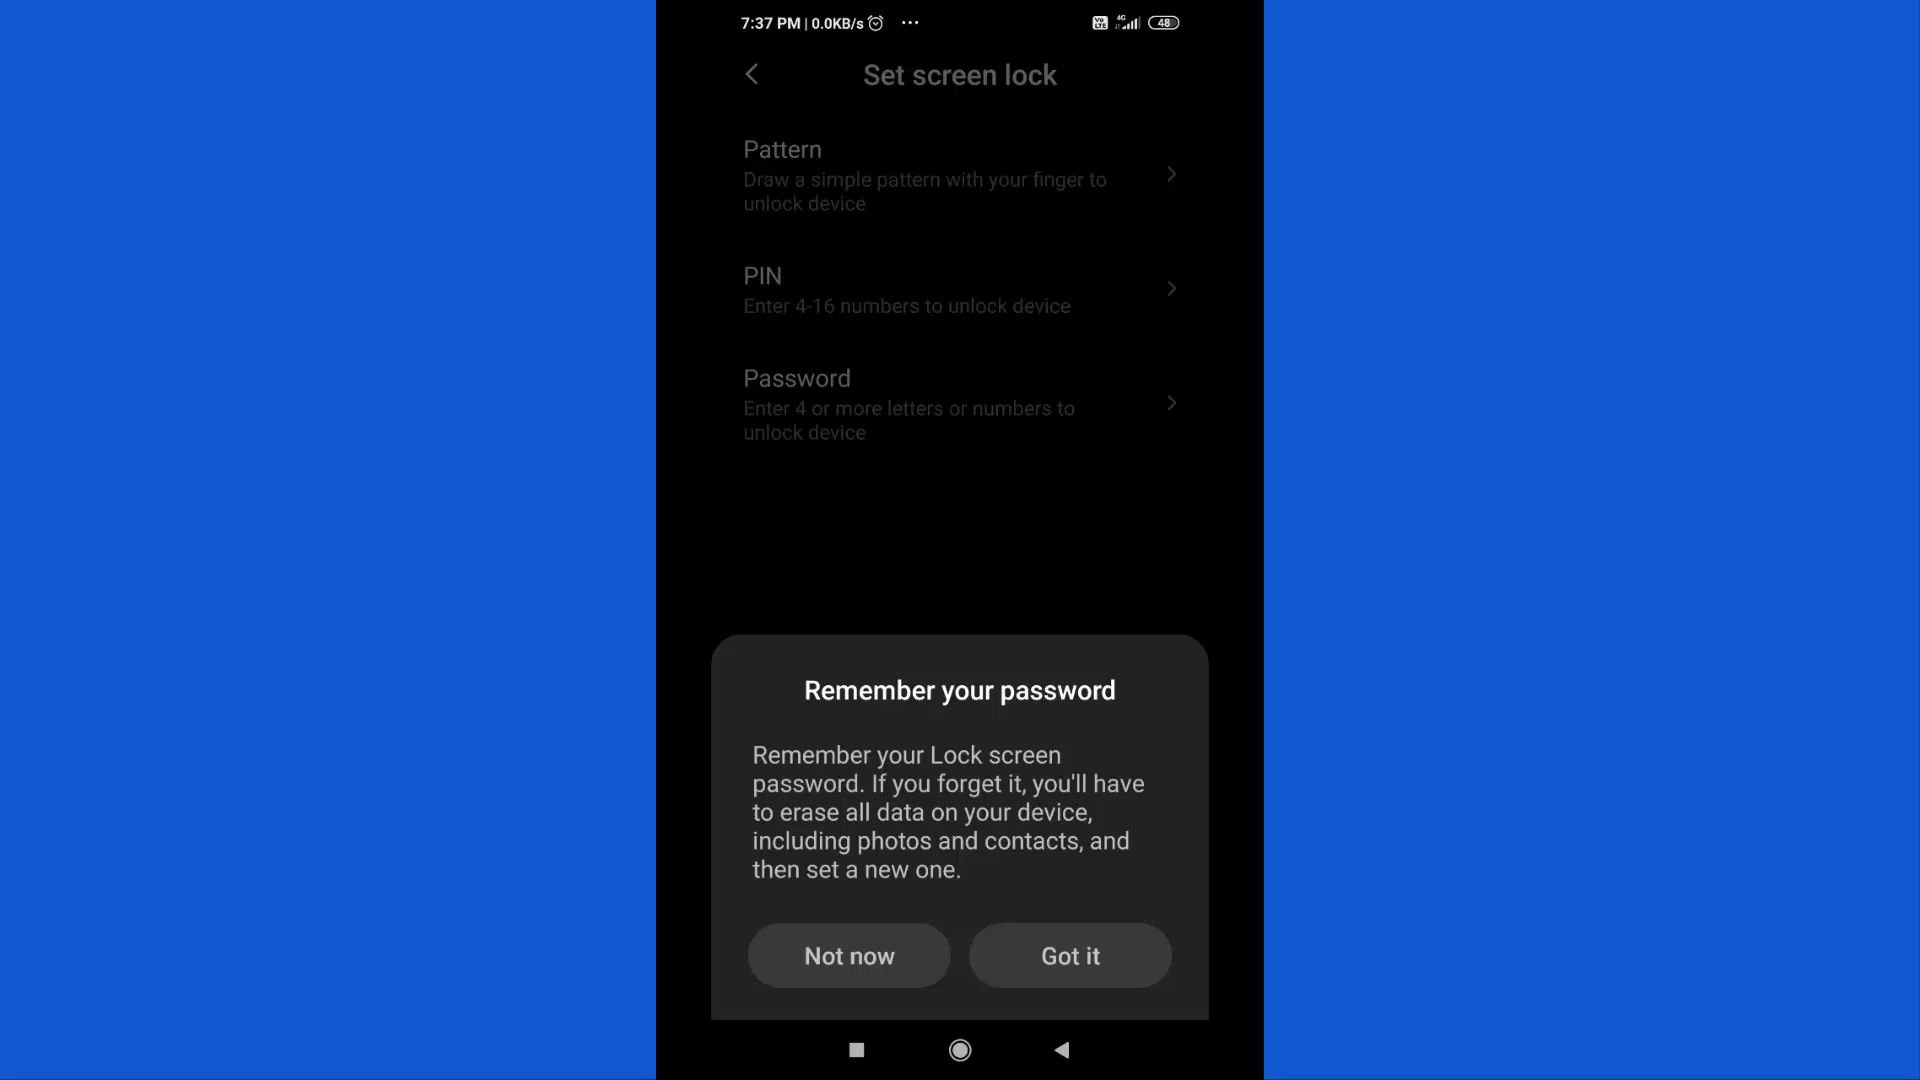 7:37 PM | 0.0KB/s ...
Vo LTE 4G 48
Set screen lock
Pattern
Draw a simple pattern with your finger to
unlock device
PIN
Enter 4-16 numbers to unlock device
Password
Enter 4 or more letters or numbers to
unlock device
Remember your password
Remember your Lock screen
password. If you forget it, you'll have
to erase all data on your device,
including photos and contacts, and
then set a new one.
Not now
Got it